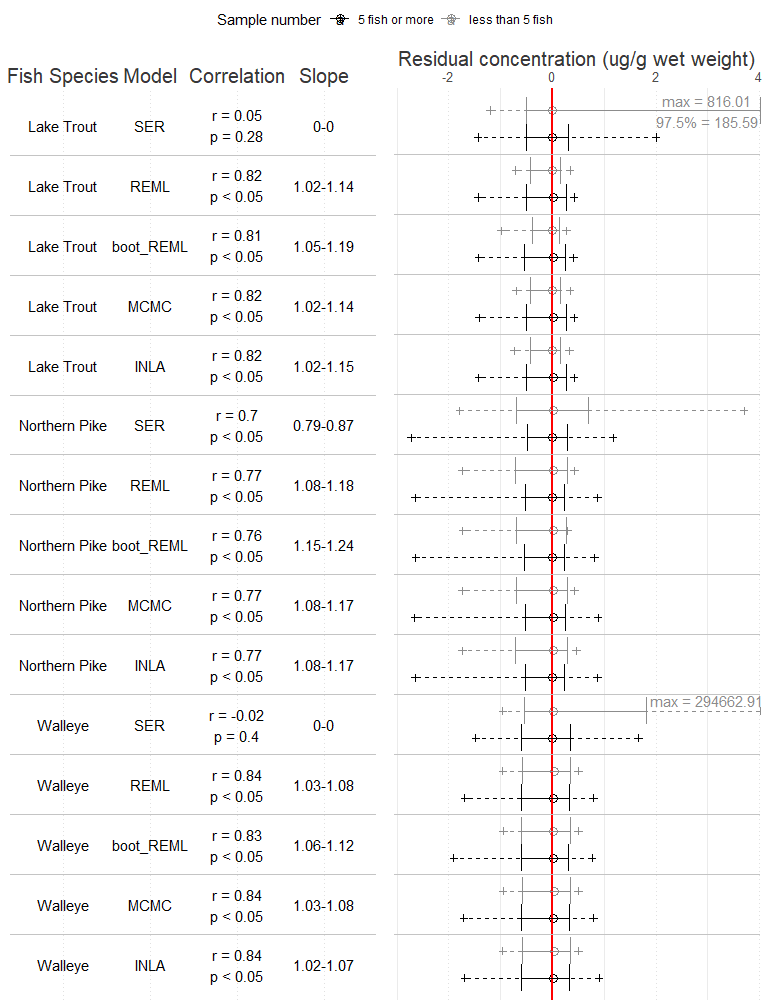 Sample number 5 fish or more less than 5 fish
Residual concentration (ug/g wet weight)
Fish Species Model Correlation Slope
-2 0 2 4
max = 816.01
r = 0.05
Lake Trout SER 0-0
97.5% = 185.59
p = 0.28
r = 0.82
Lake Trout REML 1.02-1.14
p < 0.05
r = 0.81
Lake Trout boot_REML 1.05-1.19
p < 0.05
r = 0.82
Lake Trout MCMC 1.02-1.14
p < 0.05
r = 0.82
Lake Trout INLA 1.02-1.15
p < 0.05
r = 0.7
Northern Pike SER 0.79-0.87
p < 0.05
r = 0.77
Northern Pike REML 1.08-1.18
p < 0.05
r = 0.76
Northern Pike boot_REML 1.15-1.24
p < 0.05
r = 0.77
Northern Pike MCMC 1.08-1.17
p < 0.05
r = 0.77
Northern Pike INLA 1.08-1.17
p < 0.05
max = 294662.91
r = -0.02
Walleye SER 0-0
p = 0.4
r = 0.84
Walleye REML 1.03-1.08
p < 0.05
r = 0.83
Walleye boot_REML 1.06-1.12
p < 0.05
r = 0.84
Walleye MCMC 1.03-1.08
p < 0.05
r = 0.84
Walleye INLA 1.02-1.07
p < 0.05